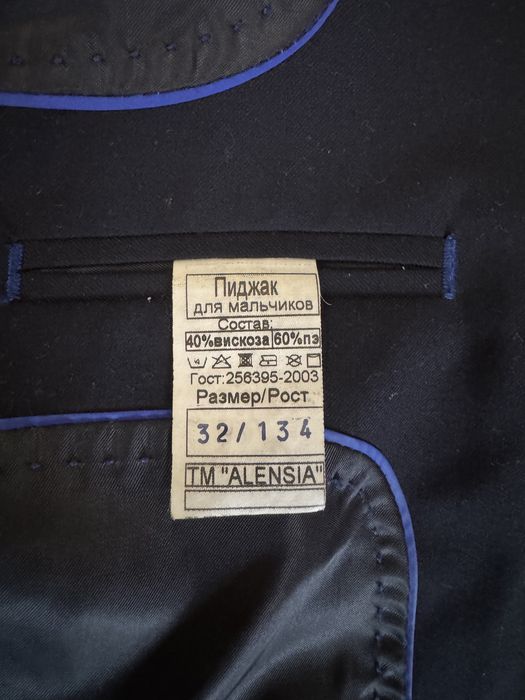 Пиджак
для мальчиков
Состав:
40%вискоза 60%пэ
Гост:256395-2003
Размер/Рост
32/134
ТМ "ALENSIA"